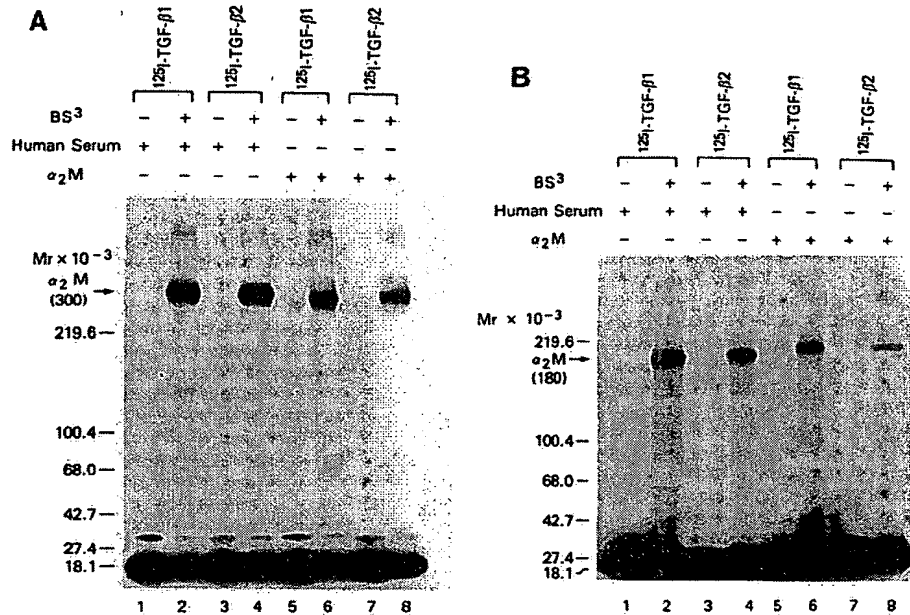 A
125I-TGF-β1
125I-TGF-β2
125I-TGF-β1
125I-TGF-β2
BS3 – + – + – + – +
Human Serum + + + + – – – –
α2M – – – – + + + +
Mr × 10-3
α2M
(300)
219.6
100.4
68.0
42.7
27.4
18.1
1 2 3 4 5 6 7 8
B
125I-TGF-β1
125I-TGF-β2
125I-TGF-β1
125I-TGF-β2
BS3 – + – + – + – +
Human Serum + + + + – – – –
α2M – – – – + + + +
Mr × 10-3
219.6
α2M
(180)
100.4
68.0
42.7
27.4
18.1
1 2 3 4 5 6 7 8